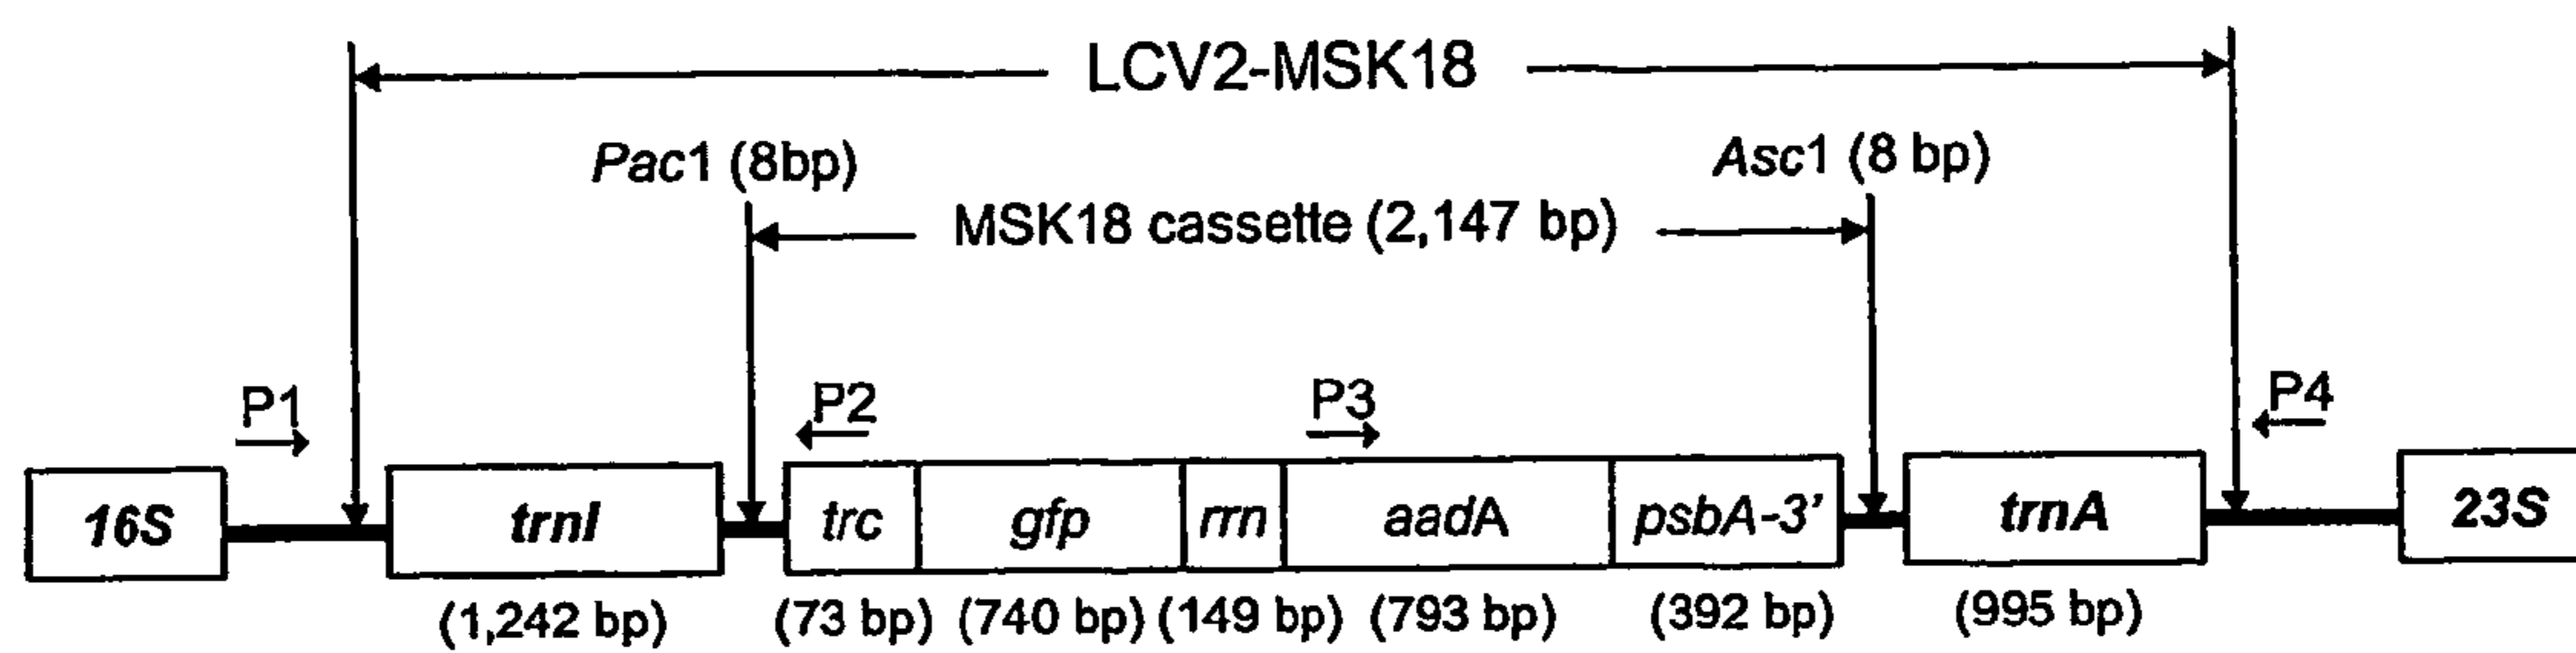 LCV2-MSK18
Pac1 (8bp)
Asc1 (8 bp)
MSK18 cassette (2,147 bp)
P1
P2
P3
P4
16S
trnI
trc
gfp
rrn
aadA
psbA-3’
trnA
23S
(1,242 bp)
(73 bp)
(740 bp)
(149 bp)
(793 bp)
(392 bp)
(995 bp)